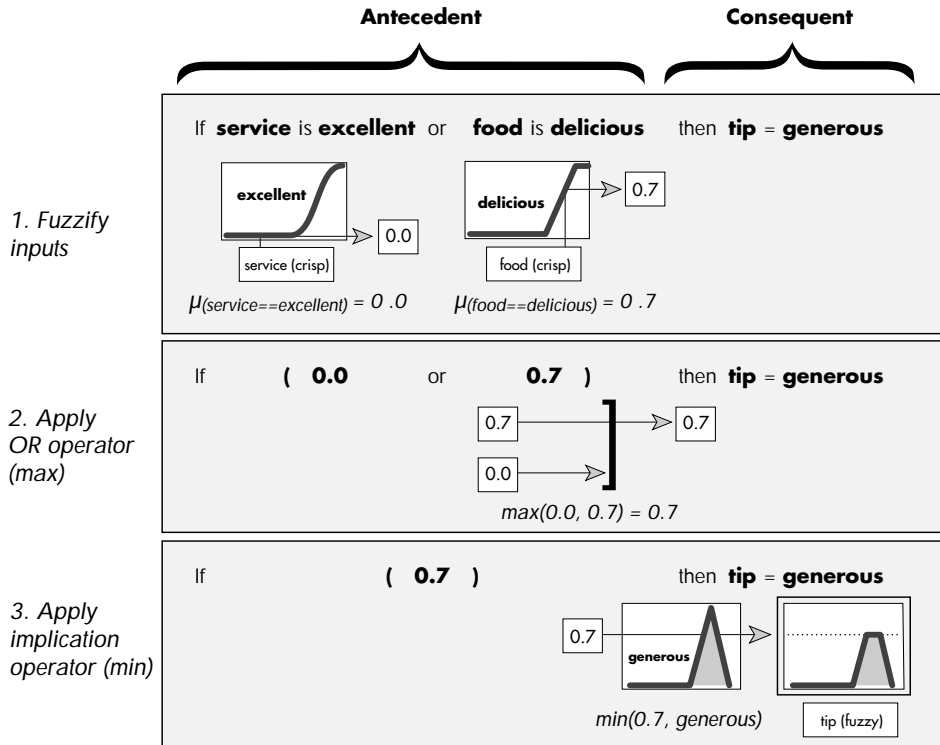 Antecedent Consequent
If service is excellent or food is delicious then tip = generous
1. Fuzzify
inputs
excellent
delicious
0.7
0.0
service (crisp)
food (crisp)
μ(service==excellent) = 0 .0
μ(food==delicious) = 0 .7
2. Apply
OR operator
(max)
If ( 0.0 or 0.7 ) then tip = generous
0.7
0.7
0.0
max(0.0, 0.7) = 0.7
3. Apply
implication
operator (min)
If ( 0.7 ) then tip = generous
0.7
generous
min(0.7, generous)
tip (fuzzy)